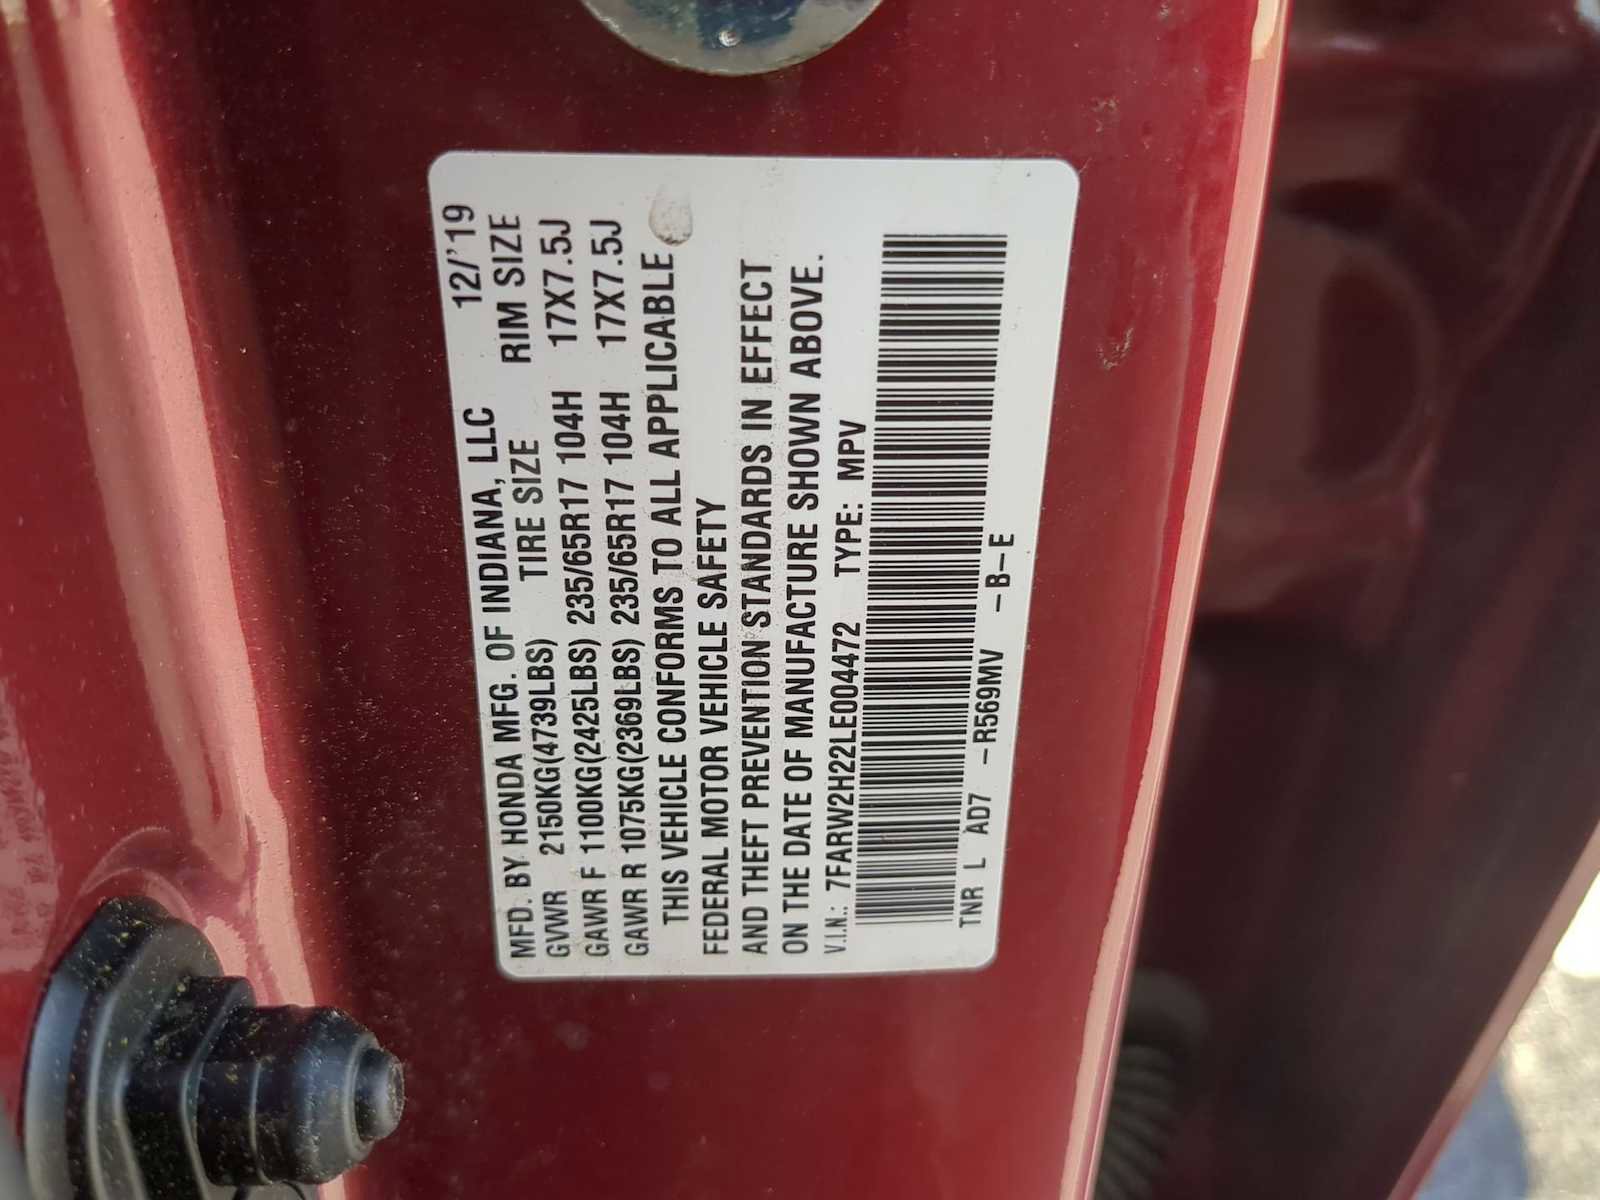 MFD. BY HONDA MFG. OF INDIANA, LLC 12/'19
TIRE SIZE RIM SIZE
GVWR 2150KG(4739LBS)
GAWR F 1100KG(2425LBS) 235/65R17 104H 17X7.5J
GAWR R 1075KG(2369LBS) 235/65R17 104H 17X7.5J
THIS VEHICLE CONFORMS TO ALL APPLICABLE
FEDERAL MOTOR VEHICLE SAFETY
AND THEFT PREVENTION STANDARDS IN EFFECT
ON THE DATE OF MANUFACTURE SHOWN ABOVE.
V.I.N.: 7FARW2H22LE004472 TYPE: MPV
TNR L AD7 -R569MV -B-E